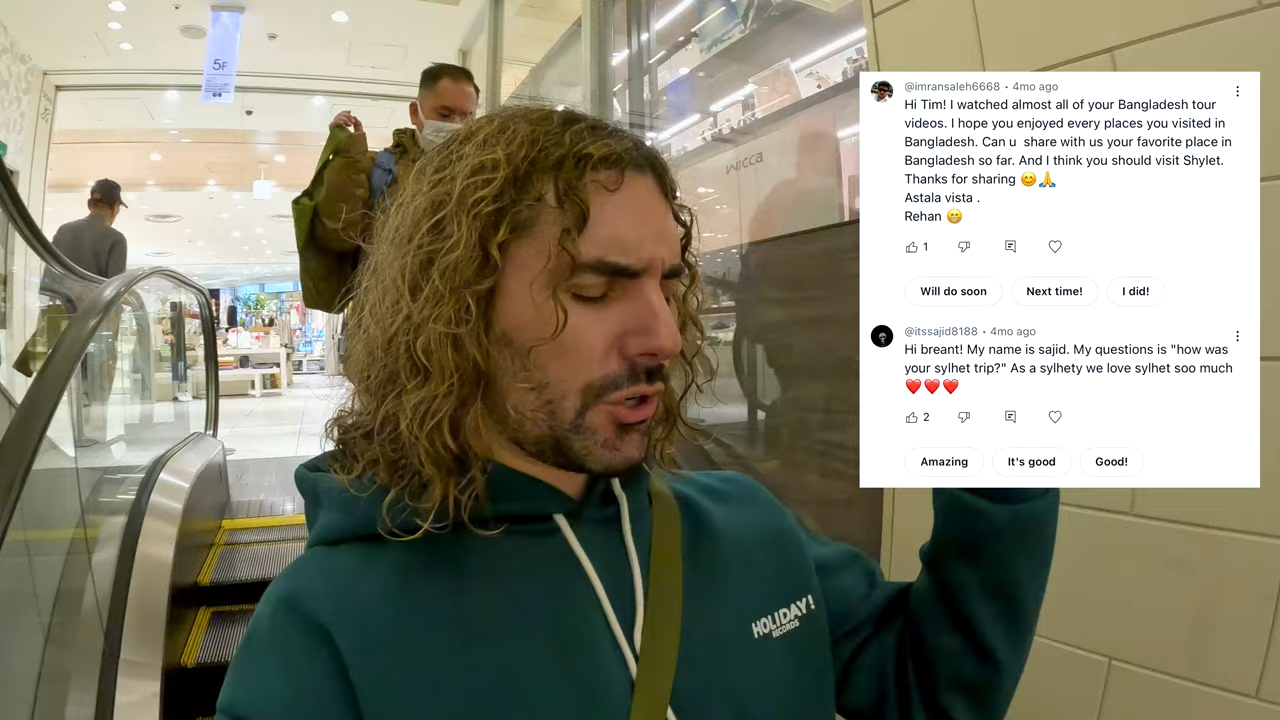 5F
wicca
HOLIDAY!
RECORDS
@imransaleh6668 • 4mo ago
Hi Tim! I watched almost all of your Bangladesh tour
videos. I hope you enjoyed every places you visited in
Bangladesh. Can u  share with us your favorite place in
Bangladesh so far. And I think you should visit Shylet.
Thanks for sharing 😊🙏
Astala vista .
Rehan 😁
1
Will do soon
Next time!
I did!
@itssajid8188 • 4mo ago
Hi breant! My name is sajid. My questions is "how was
your sylhet trip?" As a sylhety we love sylhet soo much
❤️❤️❤️
2
Amazing
It's good
Good!